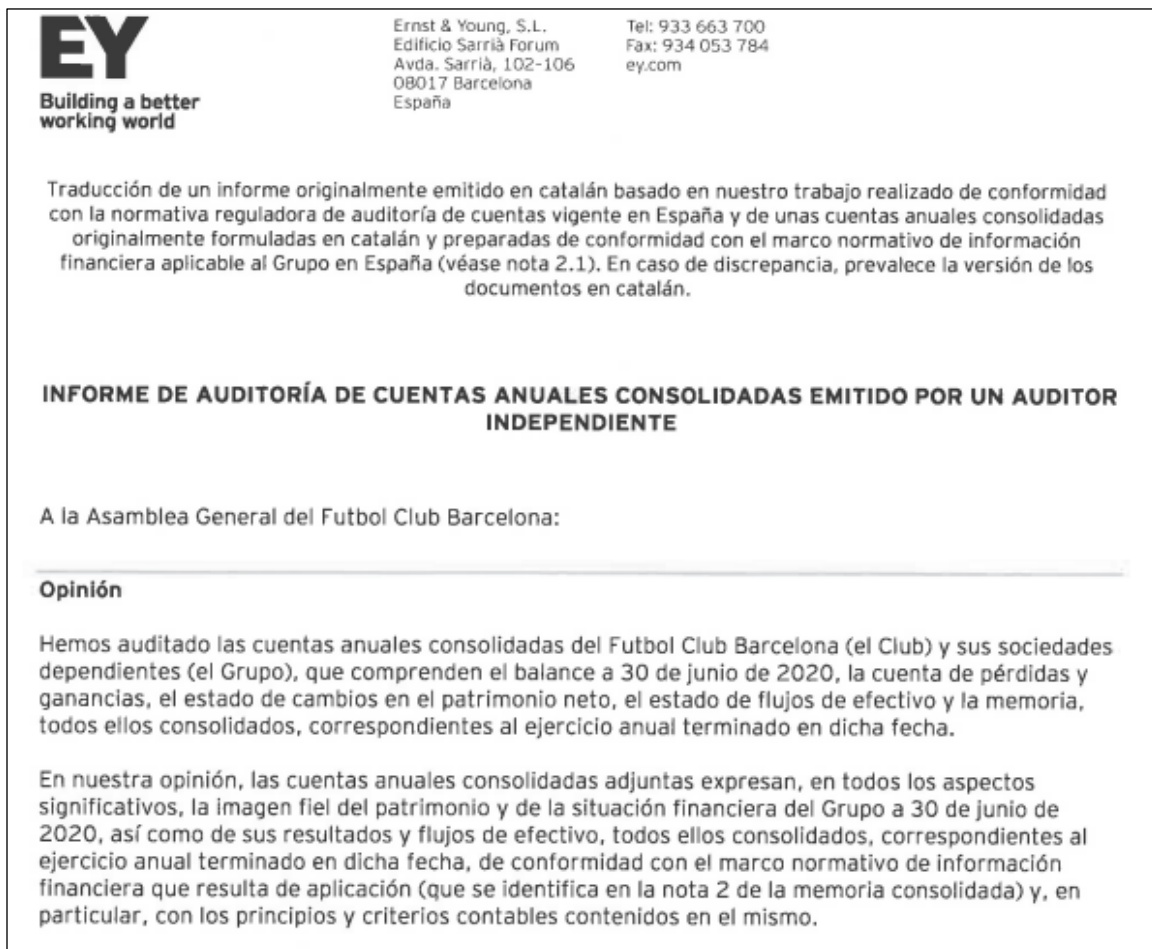 EY
Building a better
working world
Ernst & Young, S.L.
Edificio Sarrià Forum
Avda. Sarrià, 102-106
08017 Barcelona
España
Tel: 933 663 700
Fax: 934 053 784
ey.com
Traducción de un informe originalmente emitido en catalán basado en nuestro trabajo realizado de conformidad
con la normativa reguladora de auditoría de cuentas vigente en España y de unas cuentas anuales consolidadas
originalmente formuladas en catalán y preparadas de conformidad con el marco normativo de información
financiera aplicable al Grupo en España (véase nota 2.1). En caso de discrepancia, prevalece la versión de los
documentos en catalán.
INFORME DE AUDITORÍA DE CUENTAS ANUALES CONSOLIDADAS EMITIDO POR UN AUDITOR
INDEPENDIENTE
A la Asamblea General del Futbol Club Barcelona:
Opinión
Hemos auditado las cuentas anuales consolidadas del Futbol Club Barcelona (el Club) y sus sociedades
dependientes (el Grupo), que comprenden el balance a 30 de junio de 2020, la cuenta de pérdidas y
ganancias, el estado de cambios en el patrimonio neto, el estado de flujos de efectivo y la memoria,
todos ellos consolidados, correspondientes al ejercicio anual terminado en dicha fecha.
En nuestra opinión, las cuentas anuales consolidadas adjuntas expresan, en todos los aspectos
significativos, la imagen fiel del patrimonio y de la situación financiera del Grupo a 30 de junio de
2020, así como de sus resultados y flujos de efectivo, todos ellos consolidados, correspondientes al
ejercicio anual terminado en dicha fecha, de conformidad con el marco normativo de información
financiera que resulta de aplicación (que se identifica en la nota 2 de la memoria consolidada) y, en
particular, con los principios y criterios contables contenidos en el mismo.